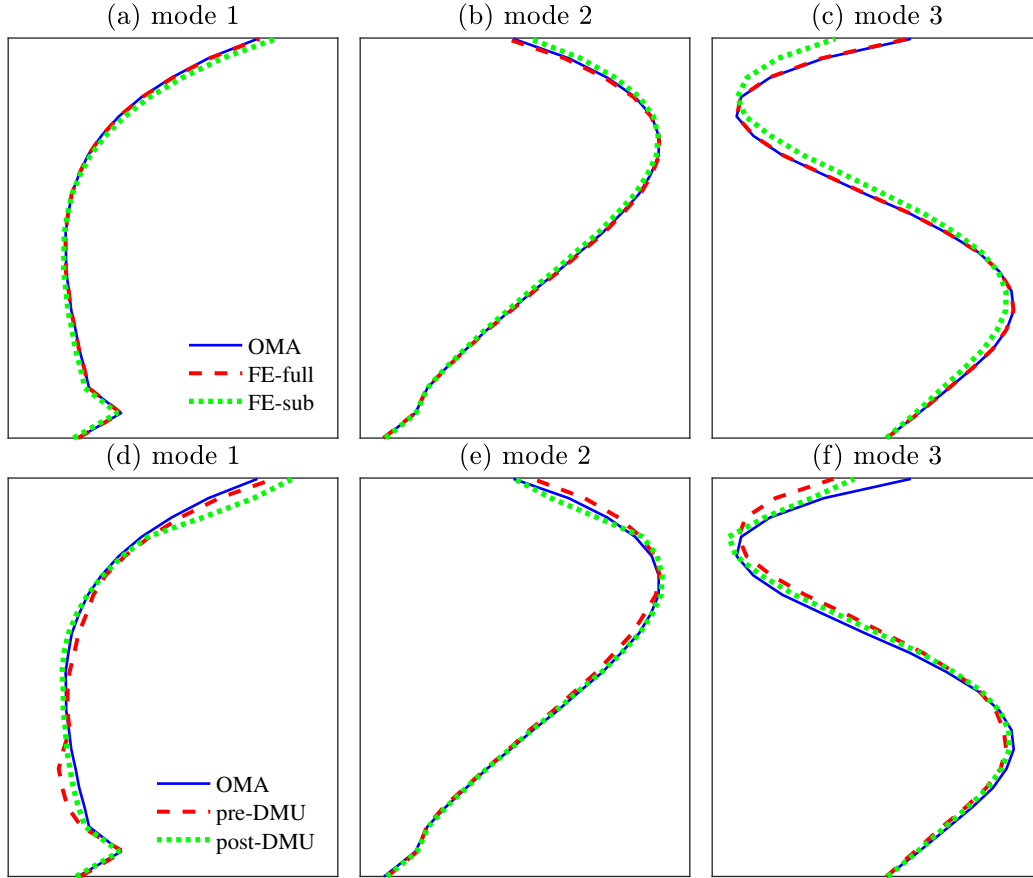 (a) mode 1
(b) mode 2
(c) mode 3
OMA
FE-full
FE-sub
(d) mode 1
(e) mode 2
(f) mode 3
OMA
pre-DMU
post-DMU